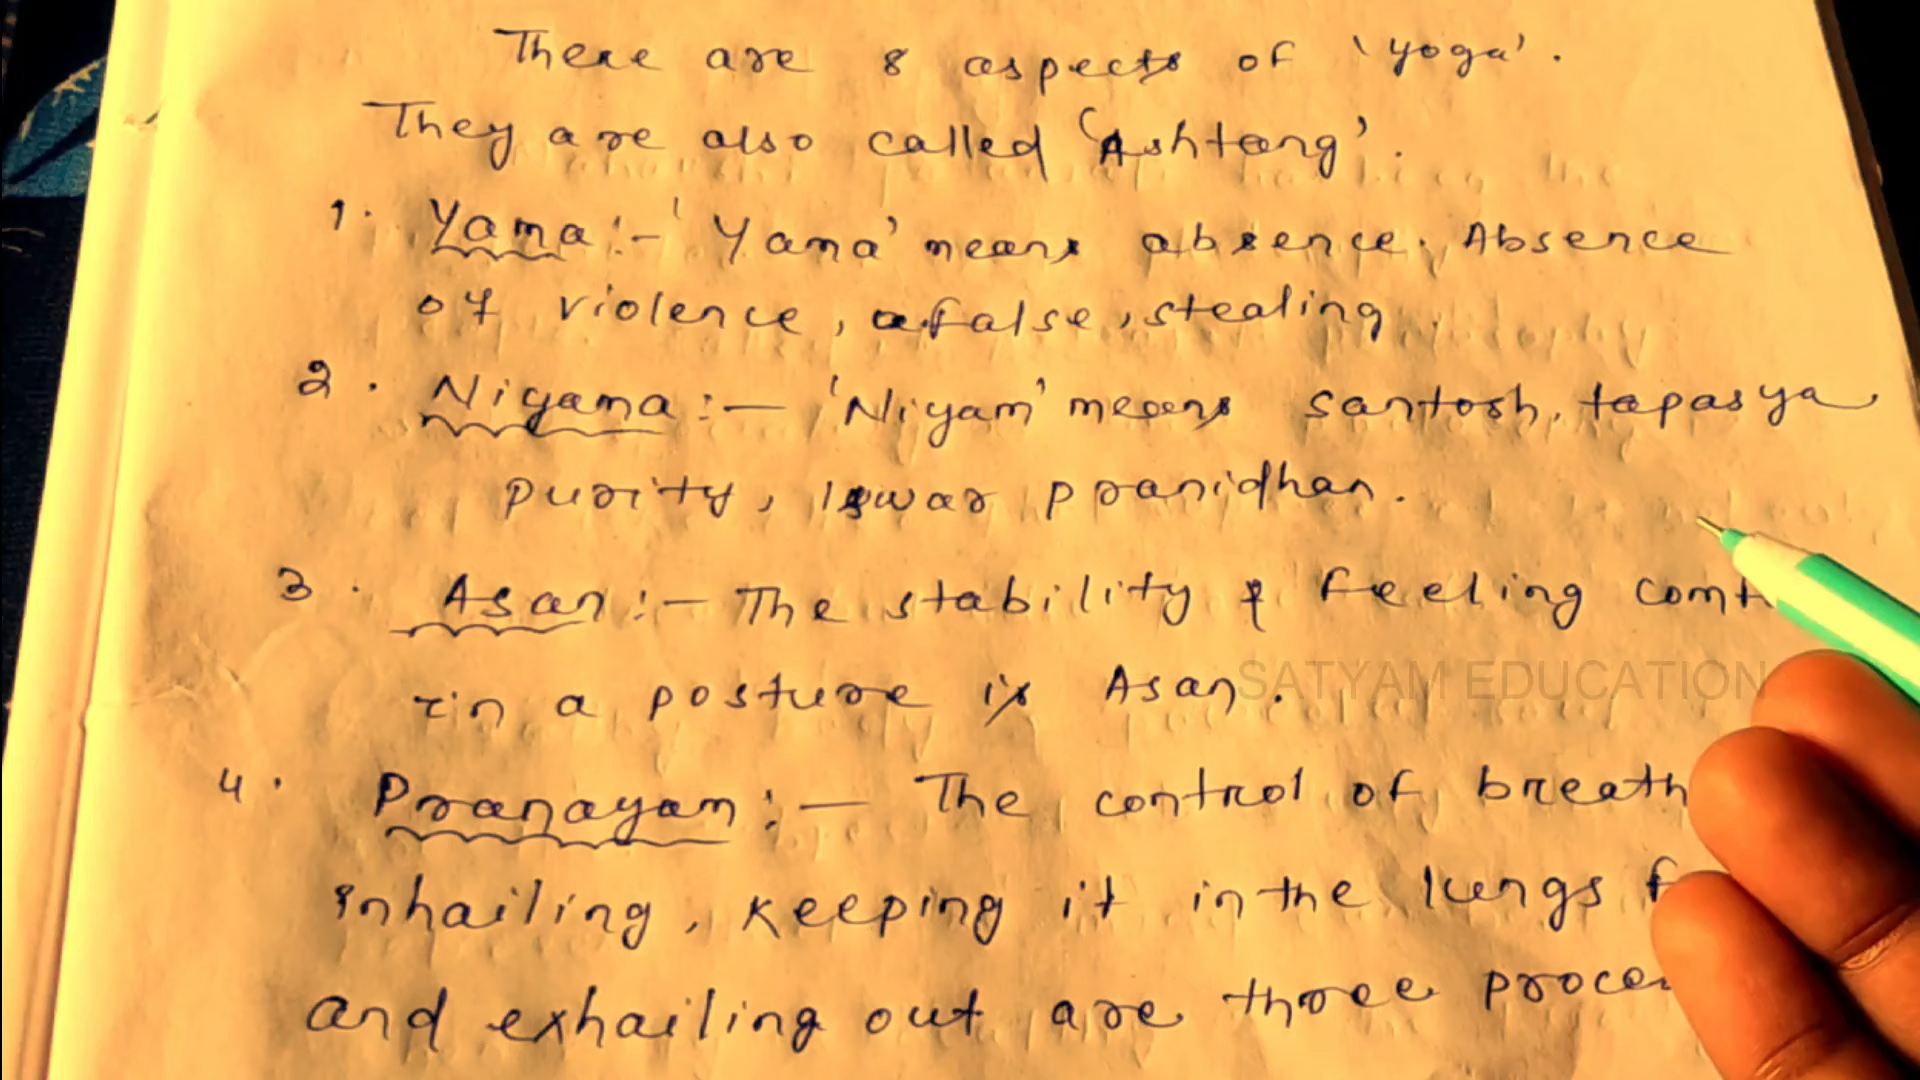 There are 8 aspects of 'yoga'.
They are also called 'Ashtang'.
1. Yama :- 'Yama' means absence. Absence
of violence, false, stealing
2. Niyama :- 'Niyam' means santosh, tapasya
purity, Iswar pranidhan.
3. Asan :- The stability & feeling
in a posture is Asan.
SATYAM EDUCATION
4. Pranayam :- The control of breath
inhailing, keeping it in the lungs
and exhailing out are three